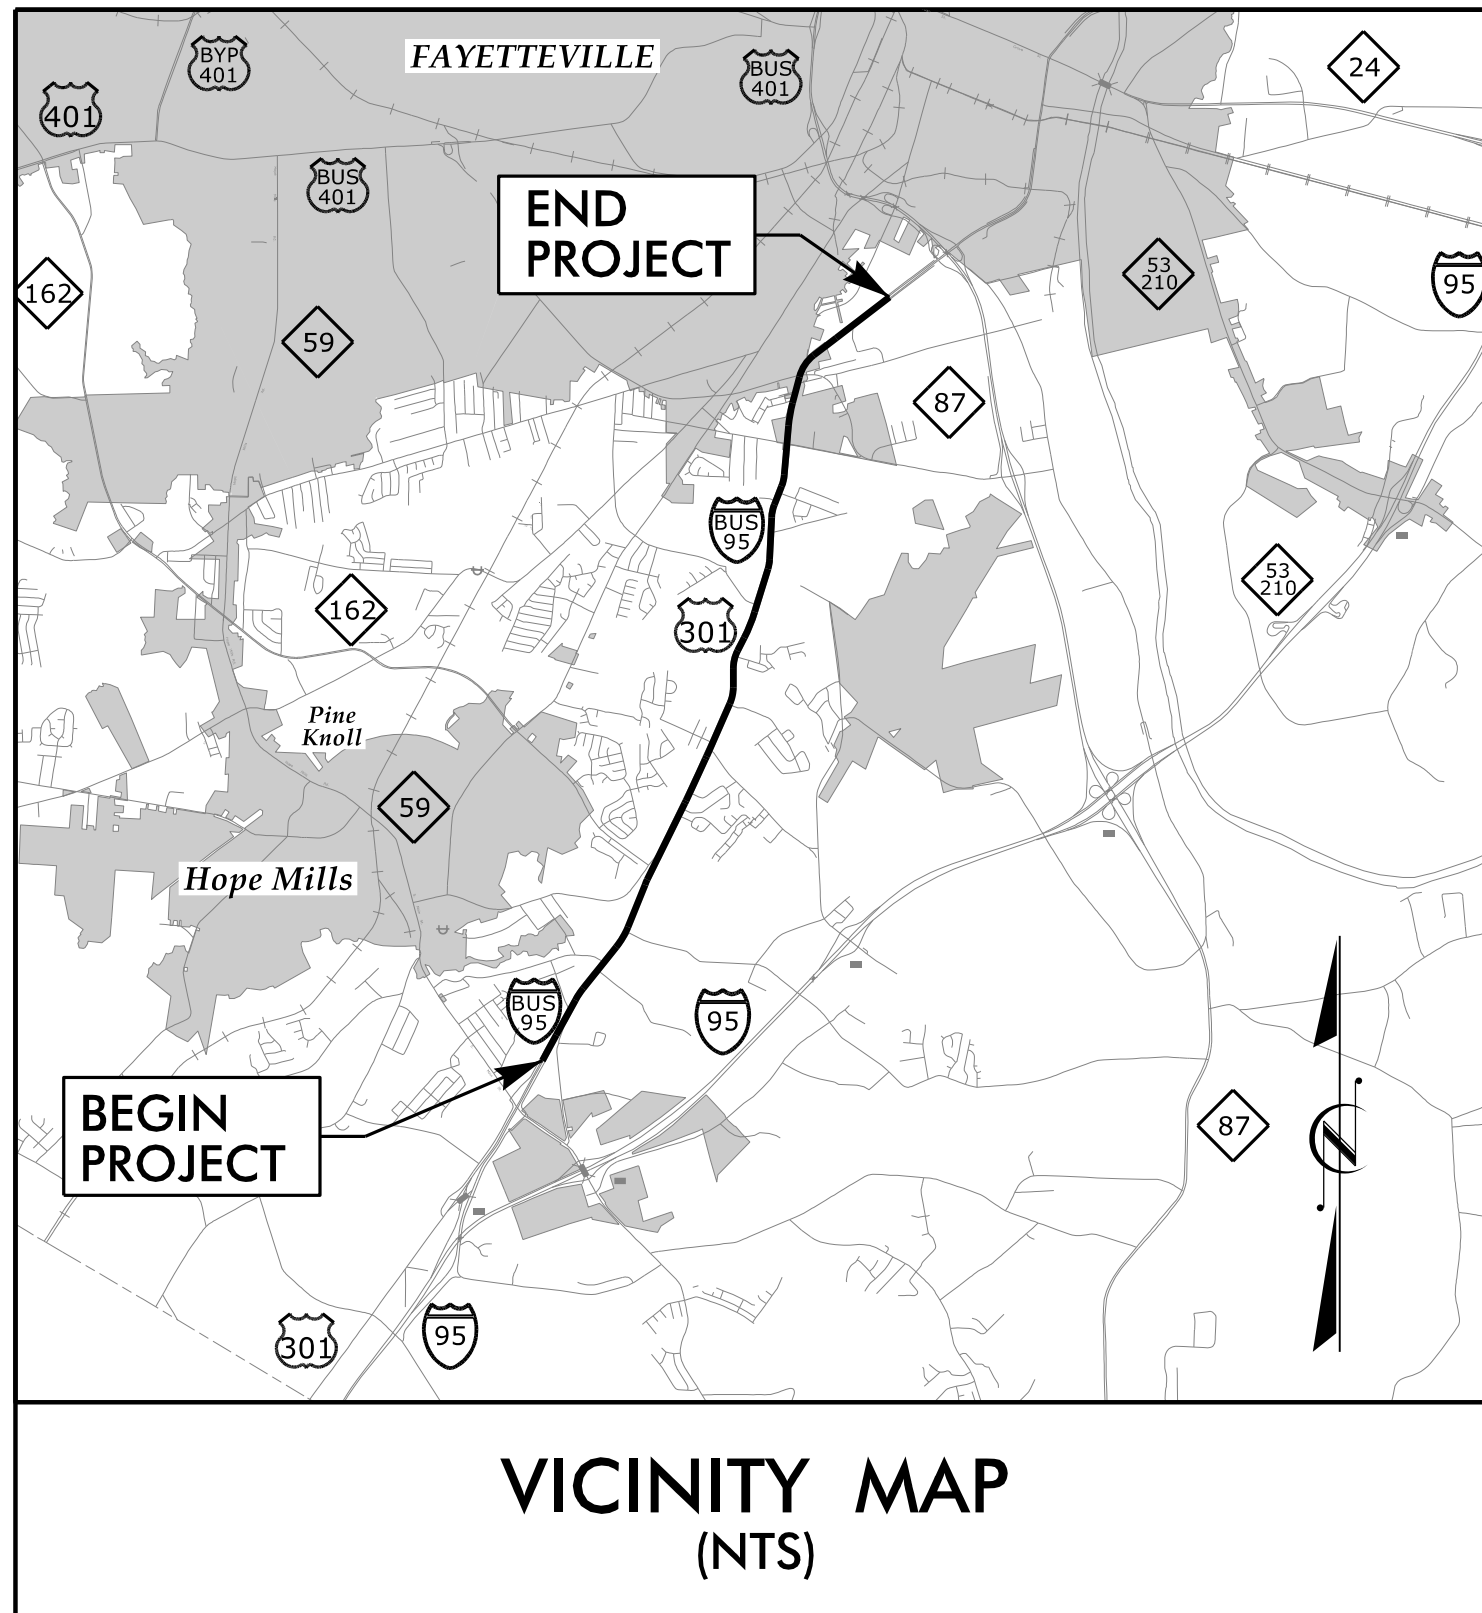 FAYETTEVILLE
BYP
401
BUS
401
24
401
BUS
401
END
PROJECT
53
210
95
162
59
87
BUS
95
53
210
162
301
Pine
Knoll
59
Hope Mills
BUS
95
95
BEGIN
PROJECT
87
N
301
95
VICINITY MAP
(NTS)